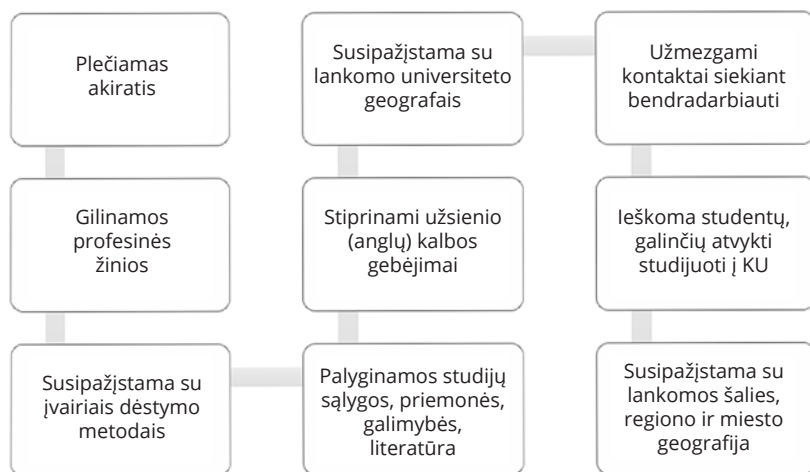 Plečiamas
akiratis
Gilinamos
profesinės
žinios
Susipažįstama su
įvairiais dėstymo
metodais
Palyginamos studijų
sąlygos, priemonės,
galimybės,
literatūra
Stiprinami užsienio
(anglų) kalbos
gebėjimai
Susipažįstama su
lankomo universiteto
geografais
Užmezgami
kontaktai siekiant
bendradarbiauti
Ieškoma studentų,
galinčių atvykti
studijuoti į KU
Susipažįstama su
lankomos šalies,
regiono ir miesto
geografija